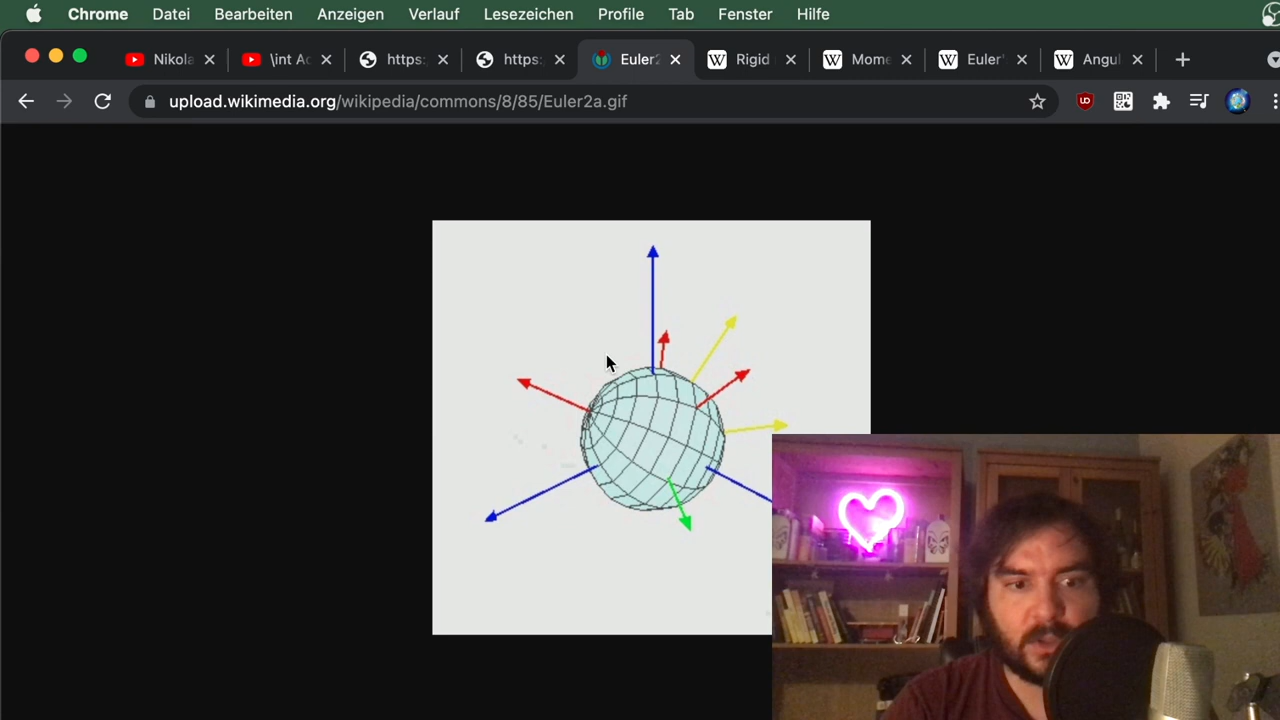 Chrome Datei Bearbeiten Anzeigen Verlauf Lesezeichen Profile Tab Fenster Hilfe
Nikola \int Ac https: https: Euler2 Rigid Mome Euler' Angul
upload.wikimedia.org/wikipedia/commons/8/85/Euler2a.gif